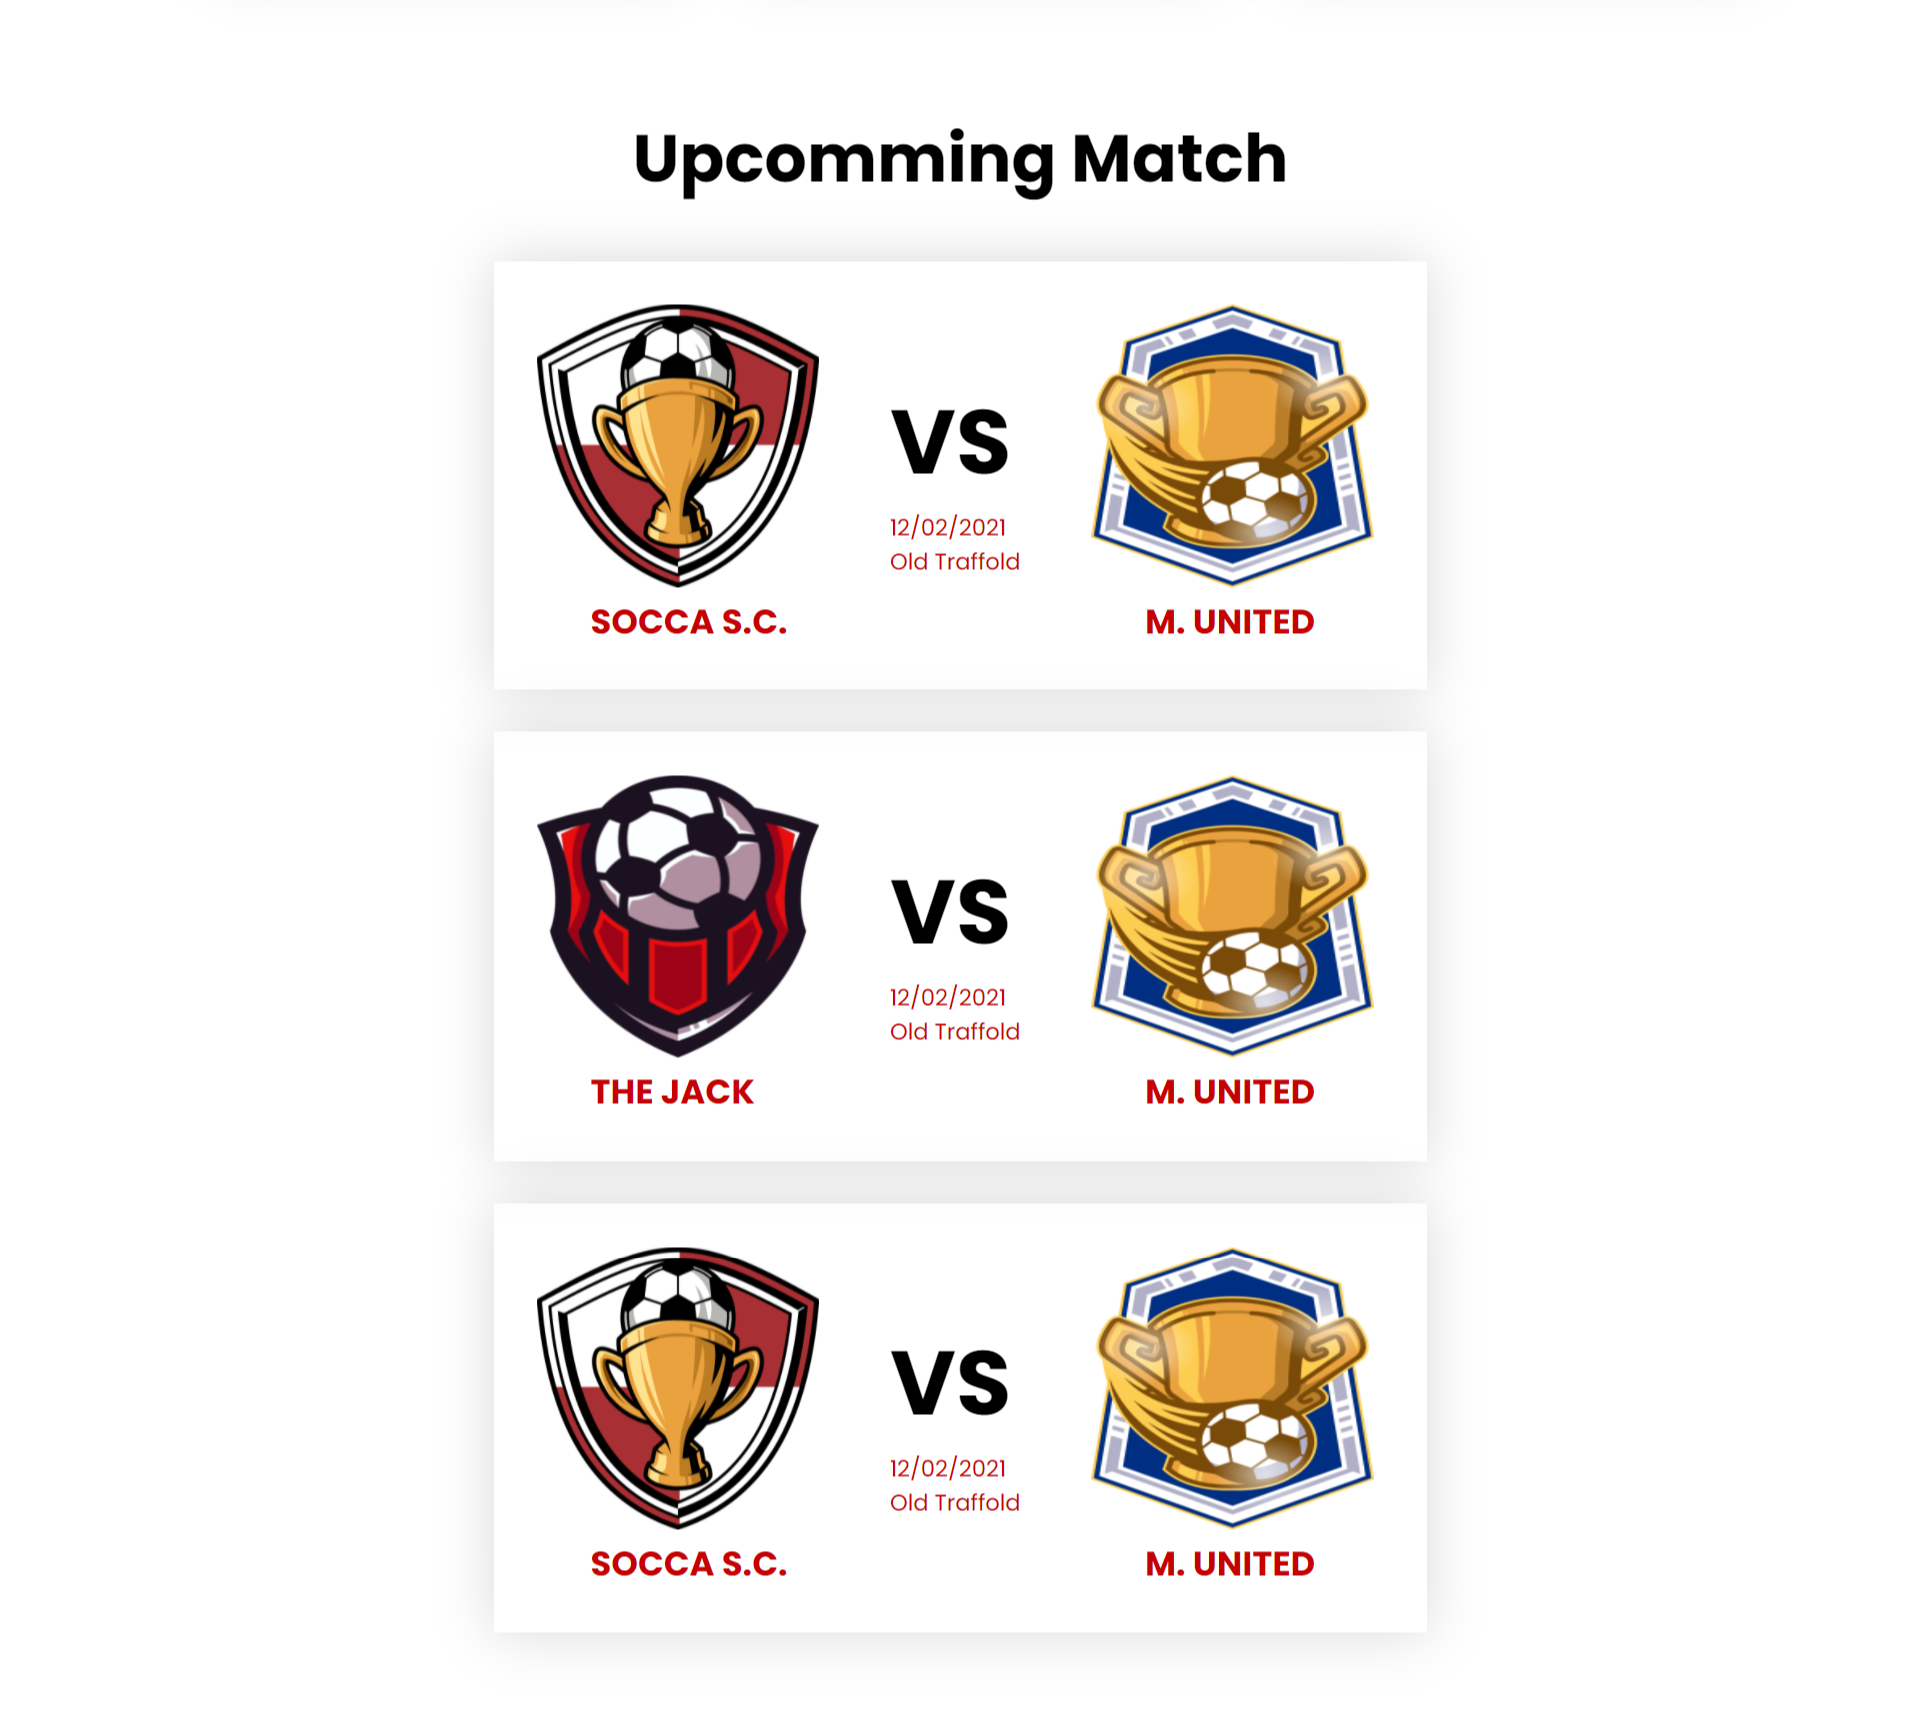 Upcomming Match
VS
12/02/2021
Old Traffold
SOCCA S.C.
M. UNITED
VS
12/02/2021
Old Traffold
THE JACK
M. UNITED
VS
12/02/2021
Old Traffold
SOCCA S.C.
M. UNITED